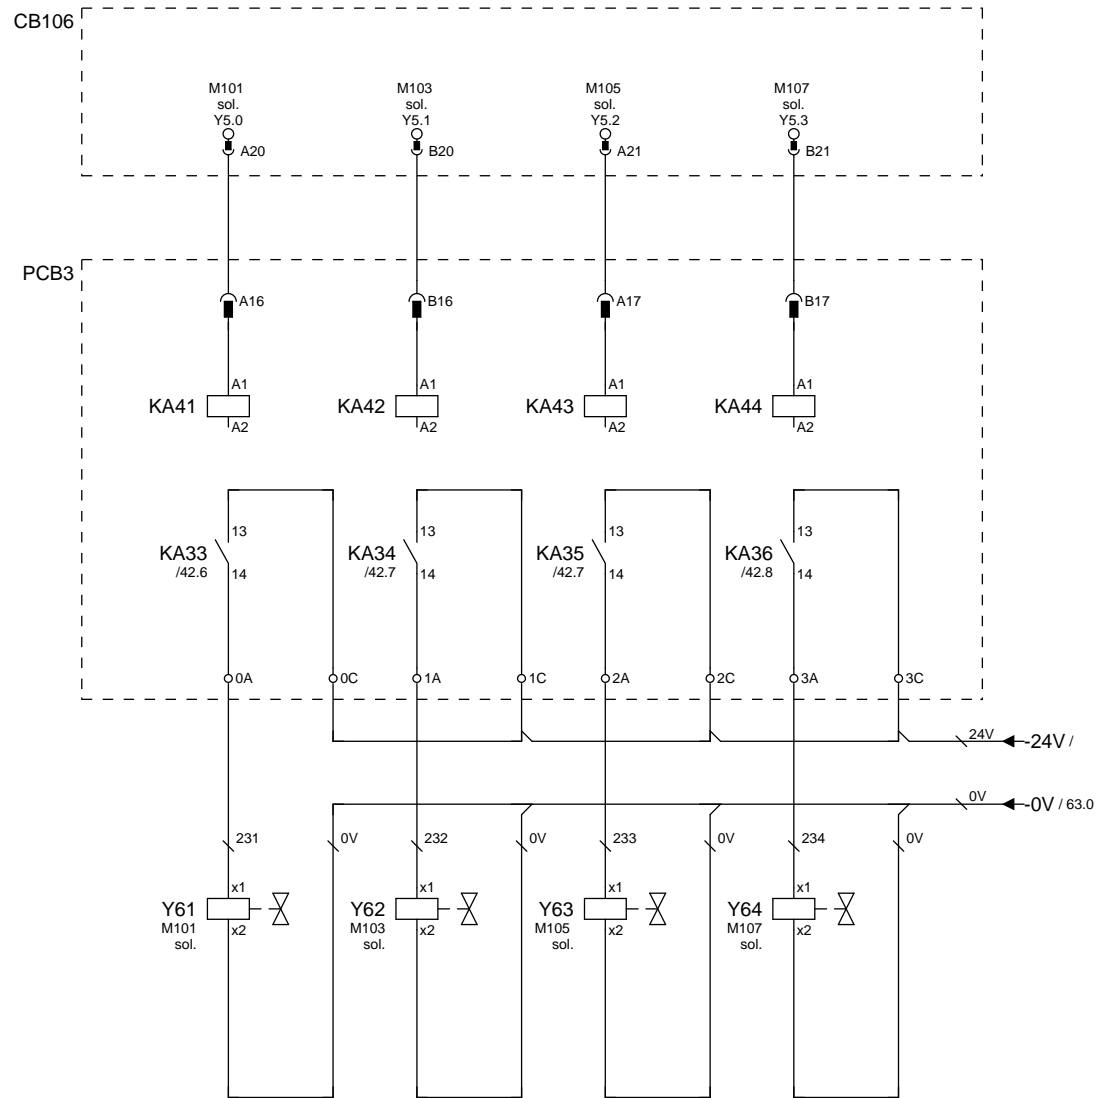 CB106
M101 M103 M105 M107
sol. sol. sol. sol.
Y5.0 Y5.1 Y5.2 Y5.3
A20 B20 A21 B21
PCB3
A16 B16 A17 B17
A1 A1 A1 A1
KA41 KA42 KA43 KA44
A2 A2 A2 A2
13 13 13 13
KA33 KA34 KA35 KA36
/42.6 14 /42.7 14 /42.7 14 /42.8 14
0A 0C 1A 1C 2A 2C 3A 3C
24V -24V /
0V -0V / 63.0
231 0V 232 0V 233 0V 234 0V
x1 x1 x1 x1
Y61 Y62 Y63 Y64
M101 x2 M103 x2 M105 x2 M107 x2
sol. sol. sol. sol.